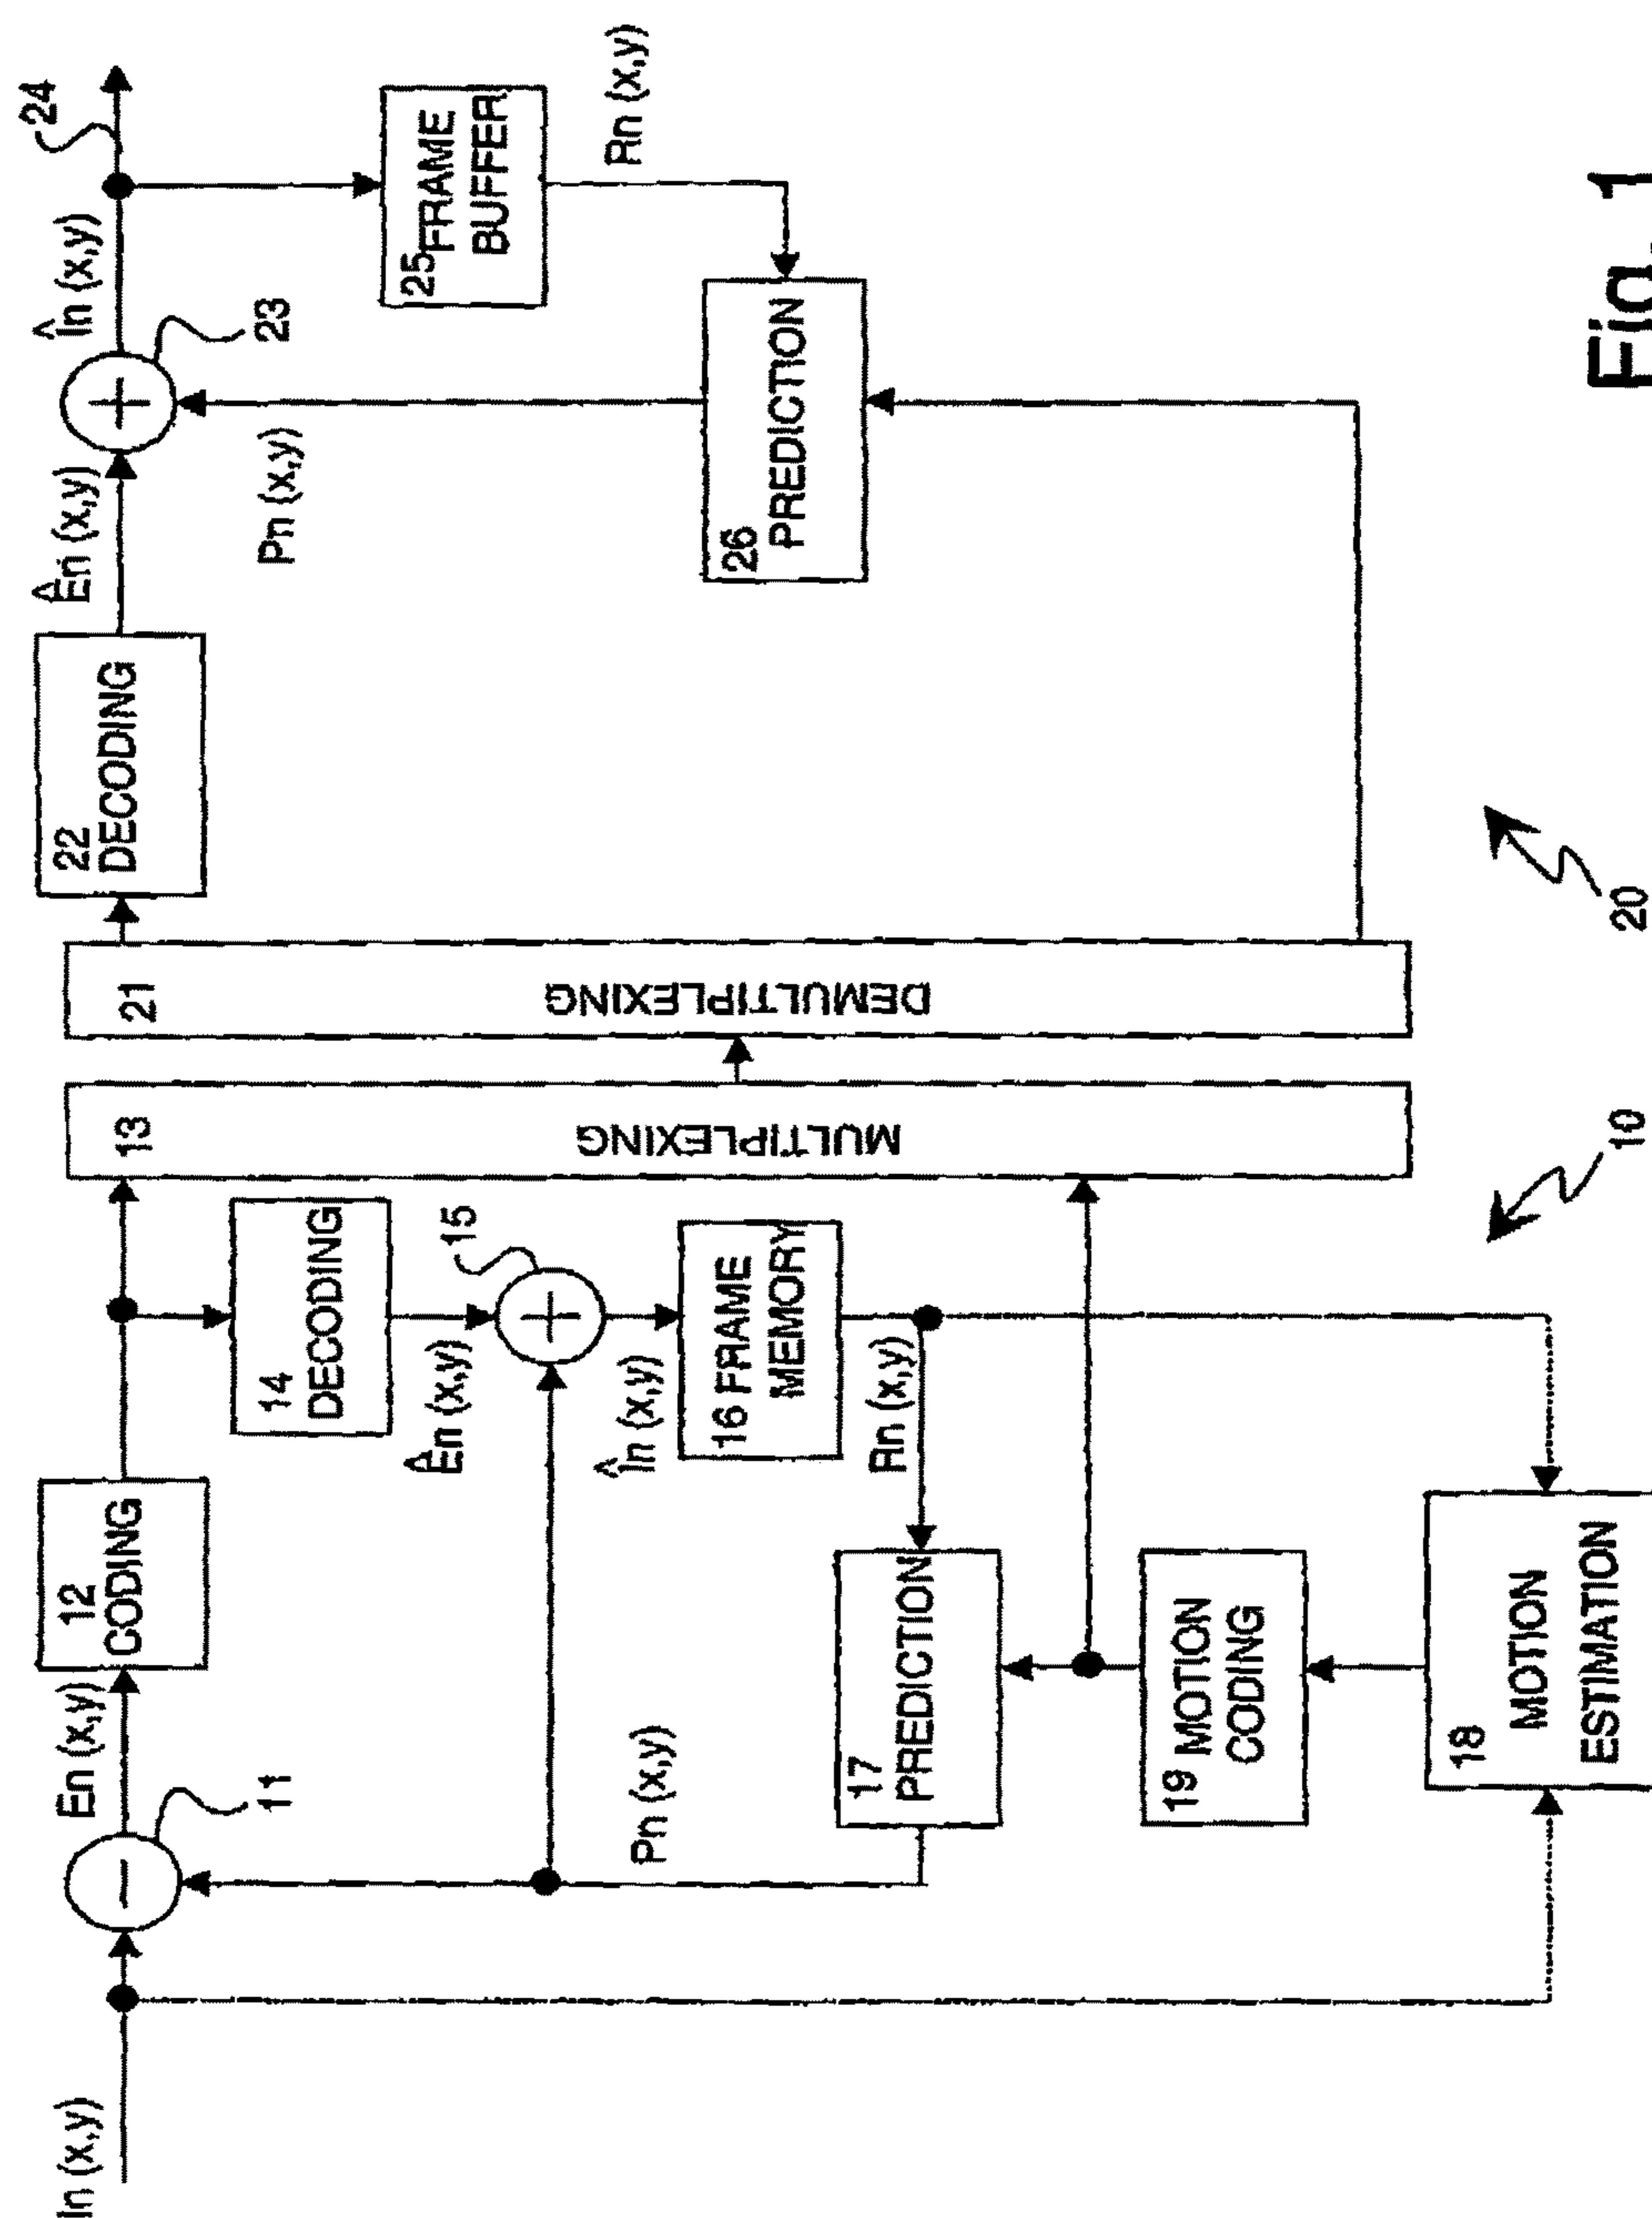 In (x,y)
11
En (x,y)
12
CODING
13
MULTIPLEXING
14
DECODING
Ên (x,y)
15
În (x,y)
16 FRAME
MEMORY
Rn (x,y)
Pn (x,y)
17
PREDICTION
19 MOTION
CODING
18
MOTION
ESTIMATION
10
21
DEMULTIPLEXING
22
DECODING
Ên (x,y)
23
În (x,y)
24
Pn (x,y)
25 FRAME
BUFFER
Rn (x,y)
26
PREDICTION
20
Fig. 1